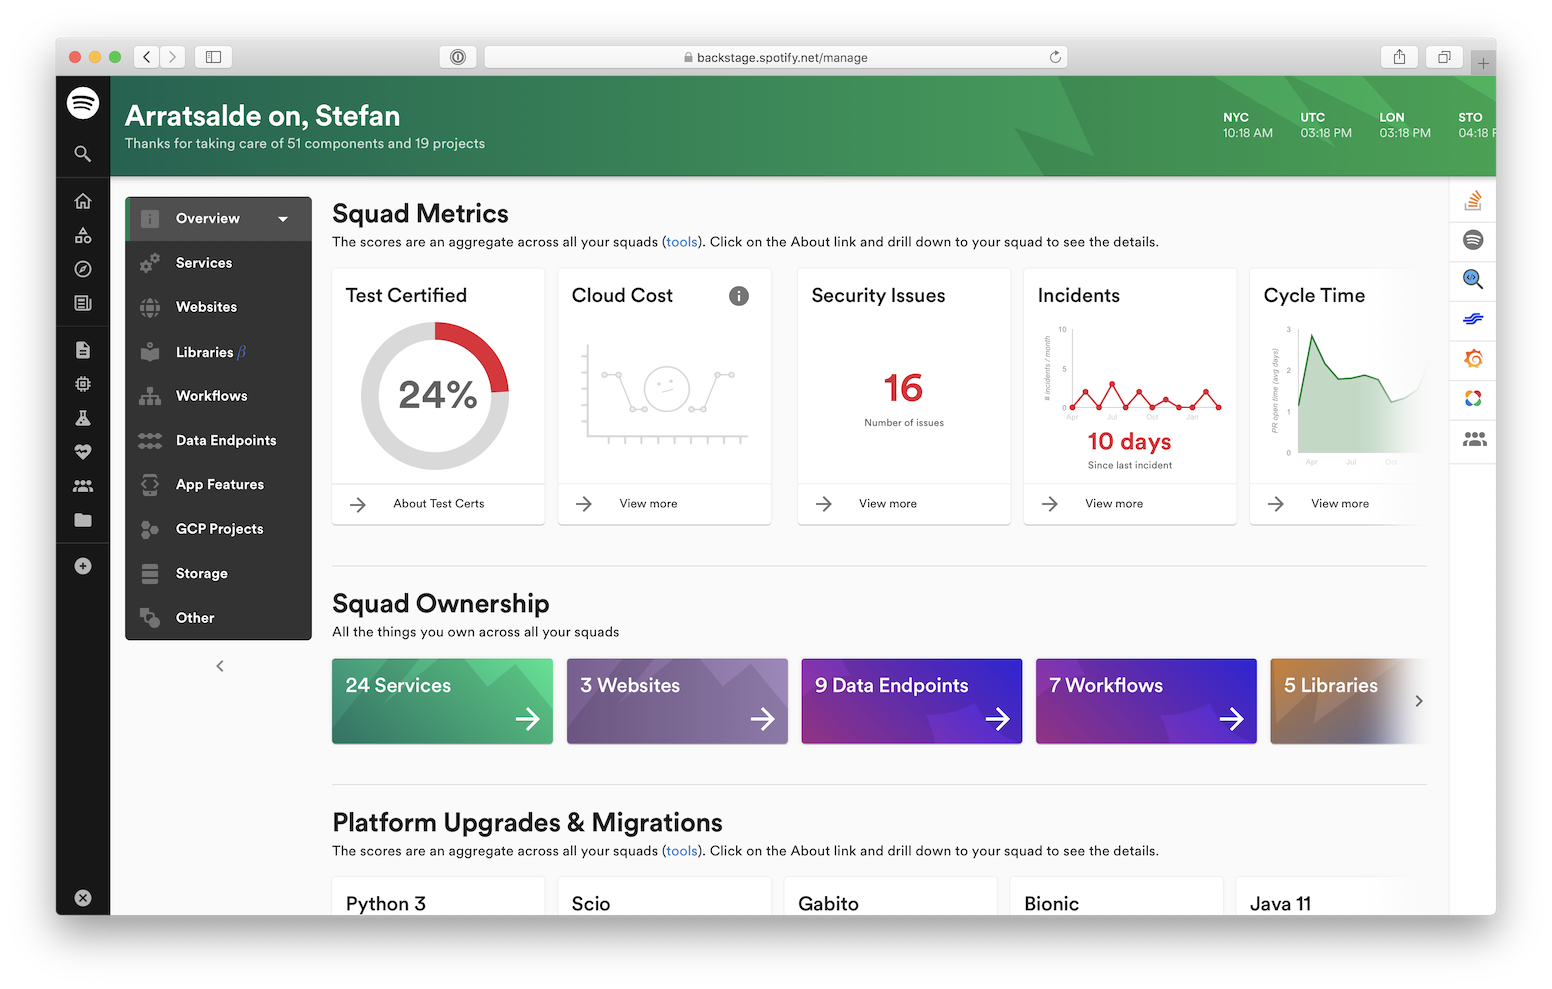 backstage.spotify.net/manage
Arratsalde on, Stefan
Thanks for taking care of 51 components and 19 projects
NYC
10:18 AM
UTC
03:18 PM
LON
03:18 PM
STO
04:18 P
Overview
Services
Websites
Libraries β
Workflows
Data Endpoints
App Features
GCP Projects
Storage
Other
Squad Metrics
The scores are an aggregate across all your squads (tools). Click on the About link and drill down to your squad to see the details.
Test Certified
24%
About Test Certs
Cloud Cost
View more
Security Issues
16
Number of issues
View more
Incidents
# incidents / month
10
5
0
Apr
Jul
Oct
Jan
10 days
Since last incident
View more
Cycle Time
PR open time (avg days)
3
2
1
0
Apr
Jul
Oct
View more
Squad Ownership
All the things you own across all your squads
24 Services
3 Websites
9 Data Endpoints
7 Workflows
5 Libraries
Platform Upgrades & Migrations
The scores are an aggregate across all your squads (tools). Click on the About link and drill down to your squad to see the details.
Python 3
Scio
Gabito
Bionic
Java 11